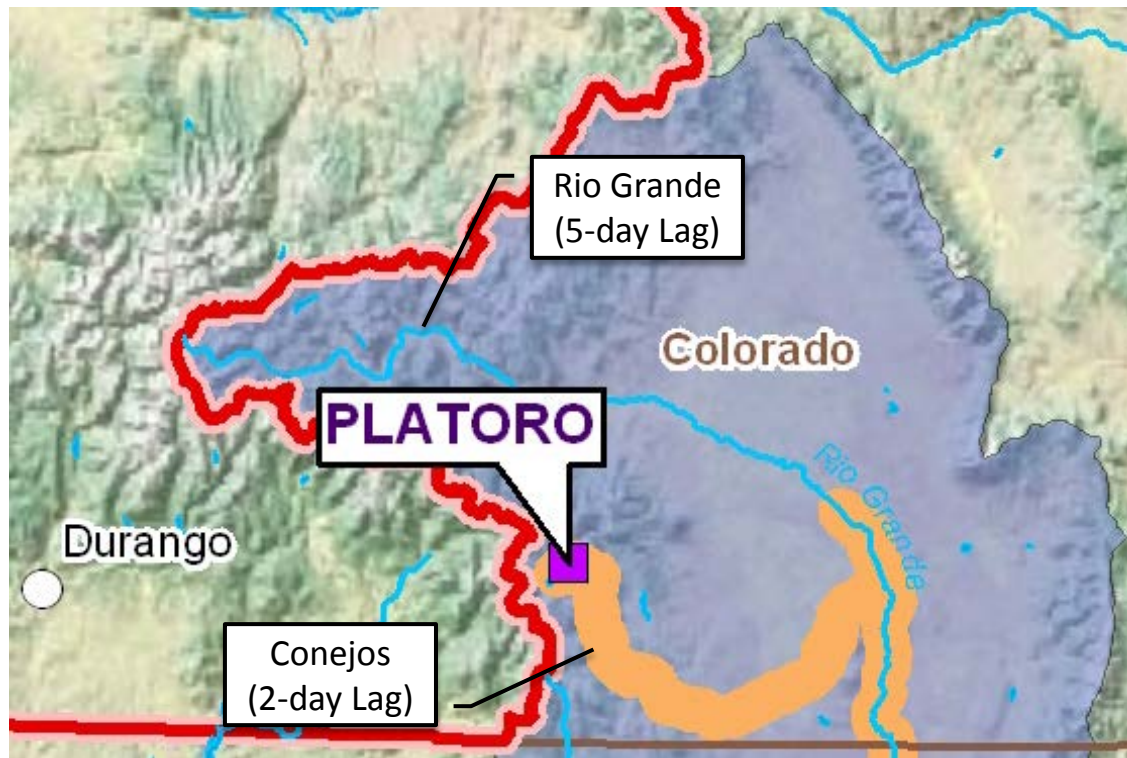 Rio Grande
(5-day Lag)
Colorado
PLATORO
Rio Grande
Durango
Conejos
(2-day Lag)